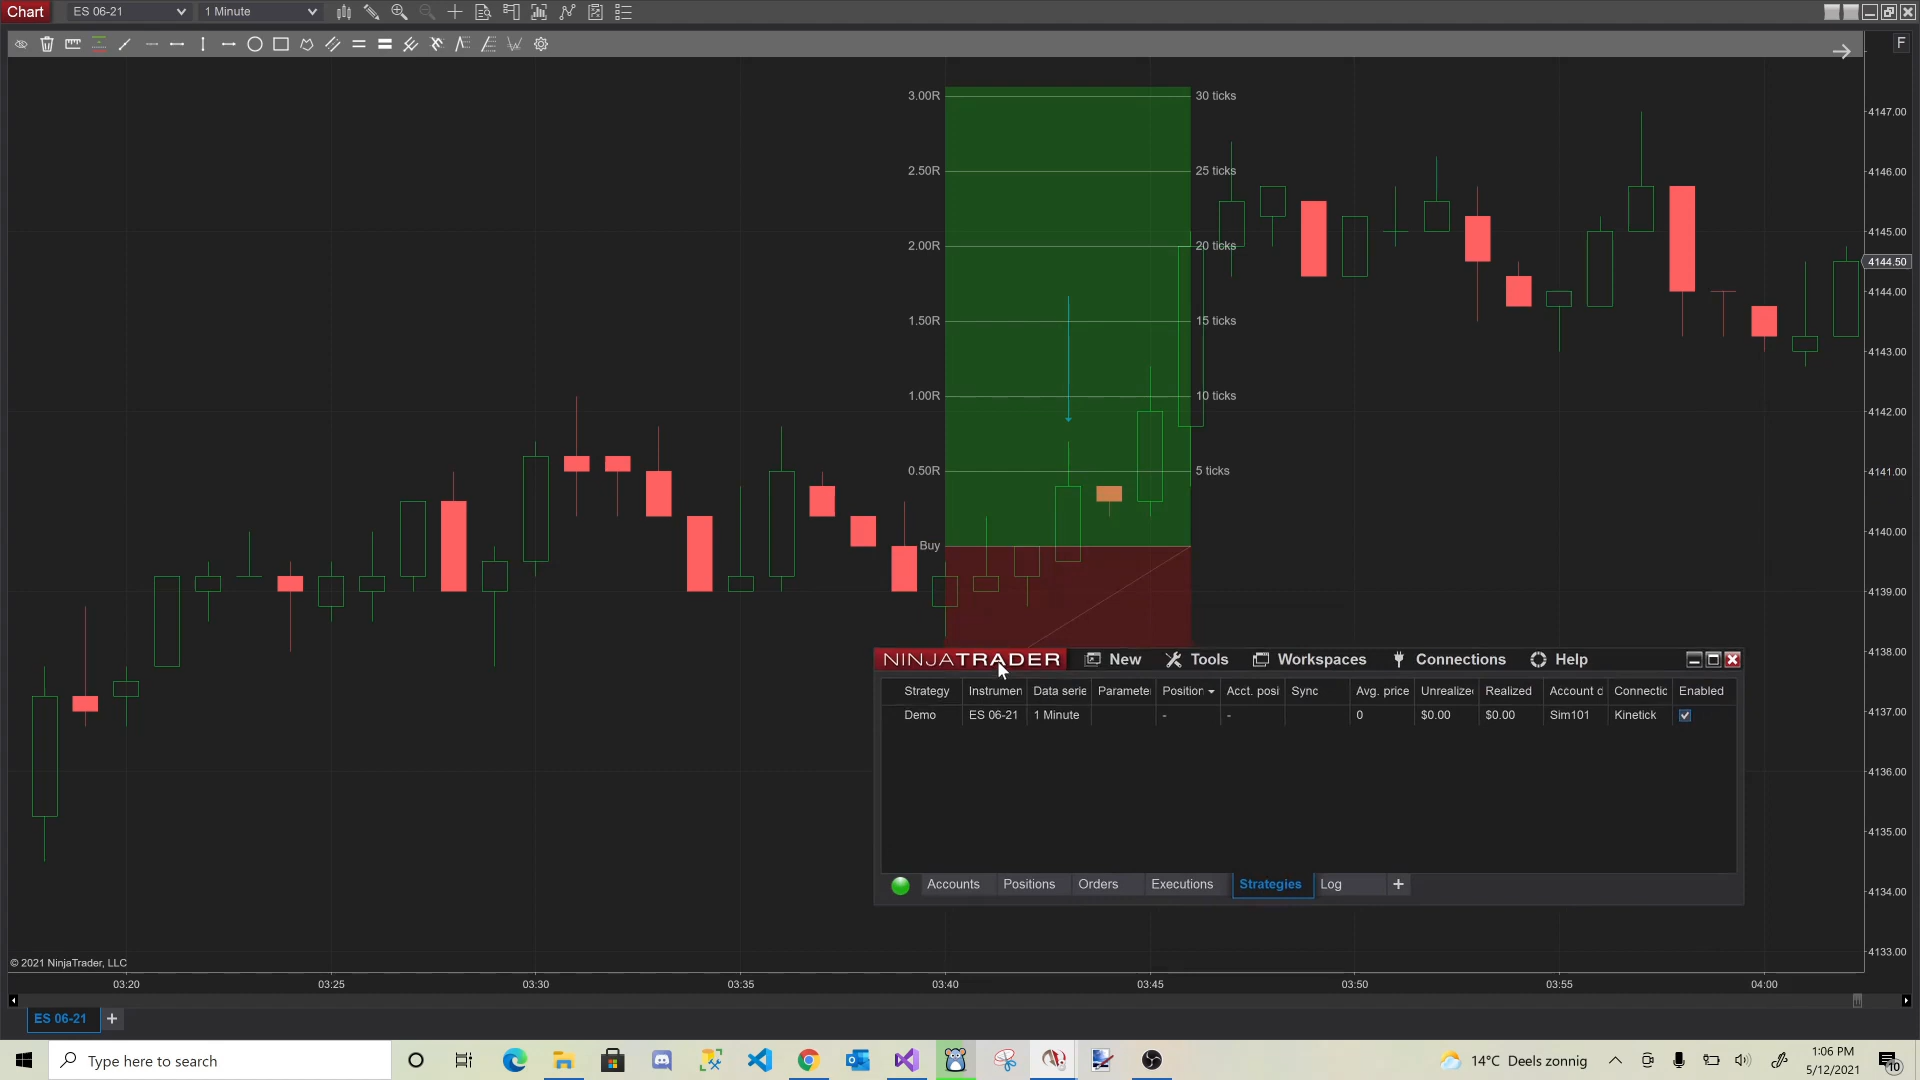 Chart ES 06-21 1 Minute
F
3.00R 30 ticks
2.50R 25 ticks
2.00R 20 ticks
1.50R 15 ticks
1.00R 10 ticks
0.50R 5 ticks
Buy
4147.00
4146.00
4145.00
4144.50
4144.00
4143.00
4142.00
4141.00
4140.00
4139.00
4138.00
4137.00
4136.00
4135.00
4134.00
4133.00
NINJATRADER New Tools Workspaces Connections Help
Strategy Instrumen Data serie Paramete Position Acct. posi Sync Avg. price Unrealized Realized Account d Connectic Enabled
Demo ES 06-21 1 Minute - - 0 $0.00 $0.00 Sim101 Kinetick
Accounts Positions Orders Executions Strategies Log +
© 2021 NinjaTrader, LLC
03:20 03:25 03:30 03:35 03:40 03:45 03:50 03:55 04:00
ES 06-21 +
Type here to search
14°C Deels zonnig
1:06 PM
5/12/2021
10